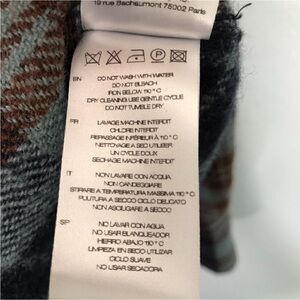 19 rue Bachaumont 75002 Paris
P
EN
DO NOT WASH WITH WATER
DO NOT BLEACH
IRON BELOW 110° C
DRY CLEANING USE GENTLE CYCLE
DO NOT TUMBLE DRY
FR
LAVAGE MACHINE INTERDIT
CHLORE INTERDIT
REPASSAGE INFÉRIEUR À 110° C
NETTOYAGE A SEC UTILISER
UN CYCLE DOUX
SECHAGE MACHINE INTERDIT
IT
NON LAVARE CON ACQUA
NON CANDEGGIARE
STIRARE A TEMPERATURA MASSIMA 110° C
PULITURA A SECCO CICLO DELICATO
NON ASCIUGARE A SECCO
SP
NO LAVAR CON AGUA
NO USAR BLANQUEADOR
HIERRO ABAJO 110° C
LIMPIEZA EN SECO UTILIZAR
CICLO SUAVE
NO USAR SECADORA